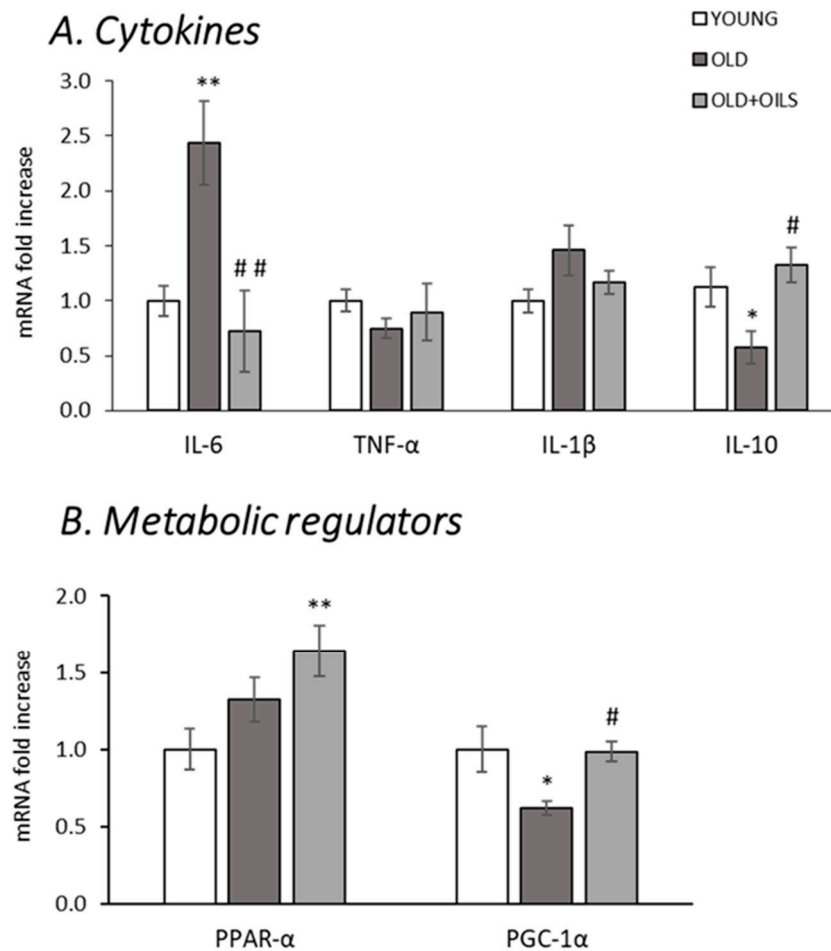 A. Cytokines
YOUNG
OLD
OLD+OILS
mRNA fold increase
3.0
2.5
2.0
1.5
1.0
0.5
0.0
**
# #
*
#
IL-6 TNF-α IL-1β IL-10
B. Metabolic regulators
mRNA fold increase
2.0
1.5
1.0
0.5
0.0
**
*
#
PPAR-α PGC-1α